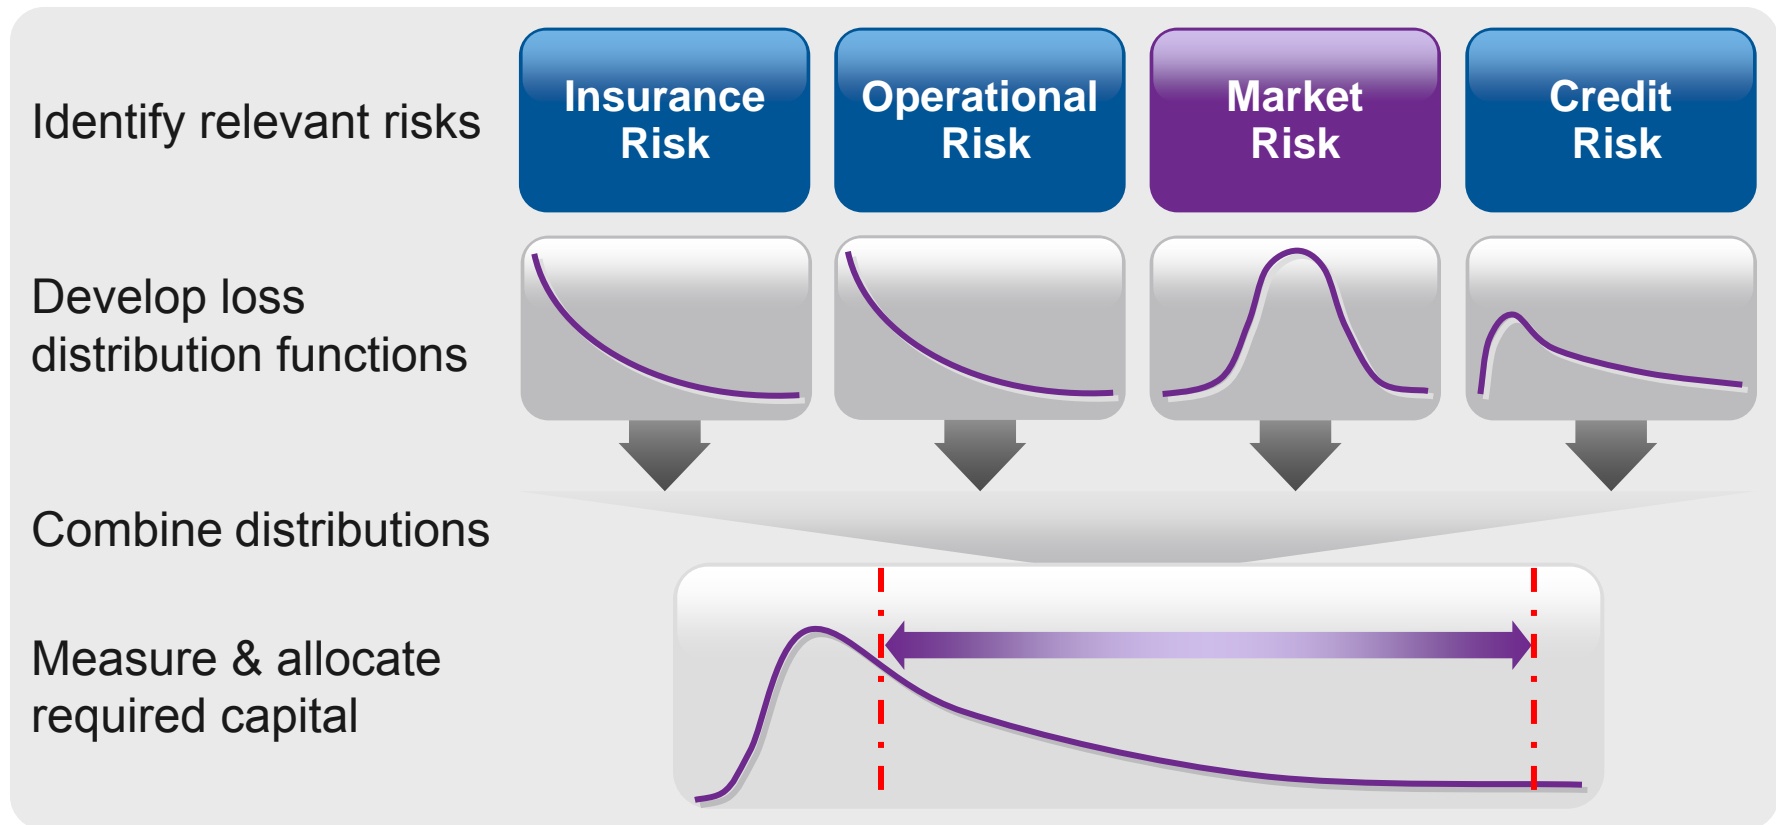 Identify relevant risks
Insurance
Risk
Operational
Risk
Market
Risk
Credit
Risk
Develop loss
distribution functions
Combine distributions
Measure & allocate
required capital